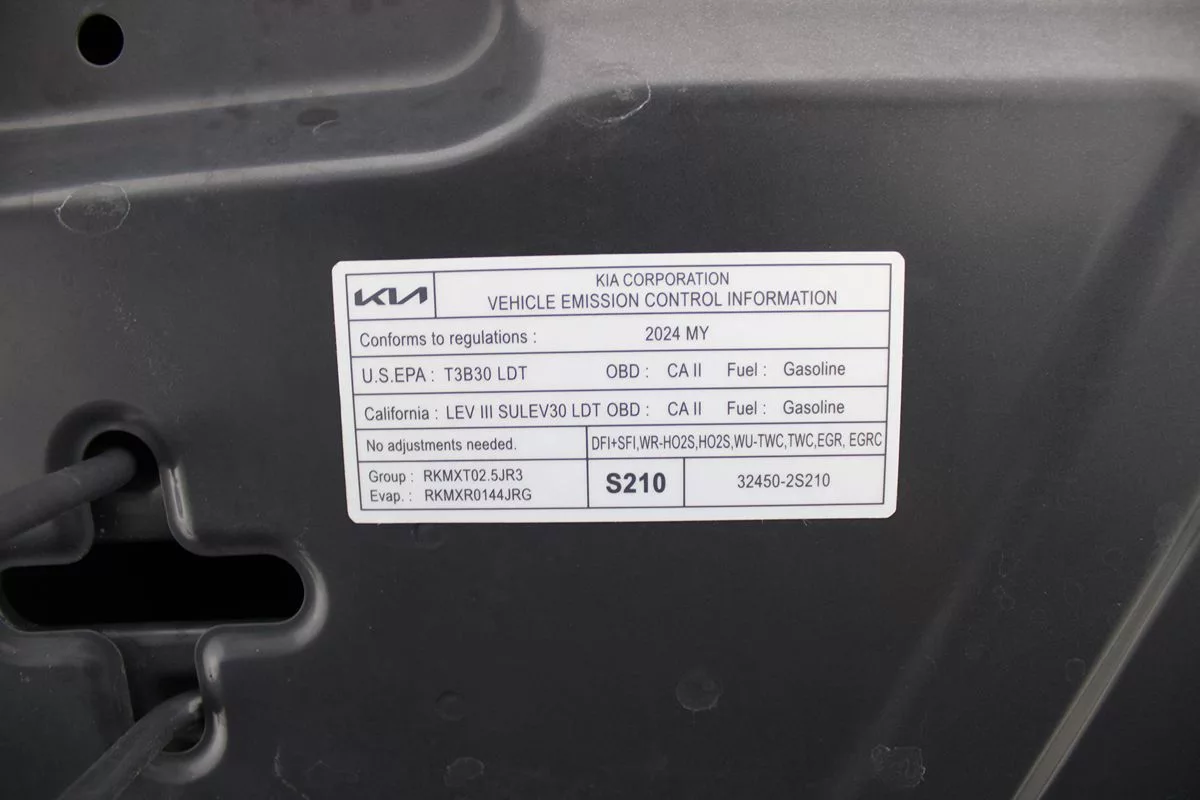 KIA CORPORATION
VEHICLE EMISSION CONTROL INFORMATION
Conforms to regulations : 2024 MY
U.S.EPA : T3B30 LDT OBD : CA II Fuel : Gasoline
California : LEV III SULEV30 LDT OBD : CA II Fuel : Gasoline
No adjustments needed. DFI+SFI,WR-HO2S,HO2S,WU-TWC,TWC,EGR, EGRC
Group : RKMXT02.5JR3
Evap. : RKMXR0144JRG
S210 32450-2S210